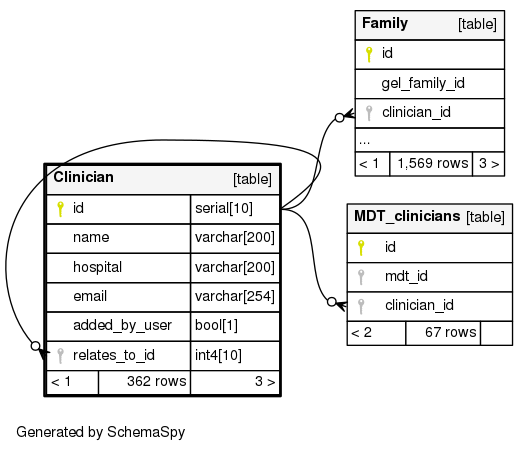 Family [table]
id
gel_family_id
clinician_id
...
< 1 1,569 rows 3 >
Clinician [table]
id serial[10]
name varchar[200]
hospital varchar[200]
email varchar[254]
added_by_user bool[1]
relates_to_id int4[10]
< 1 362 rows 3 >
MDT_clinicians [table]
id
mdt_id
clinician_id
< 2 67 rows
Generated by SchemaSpy